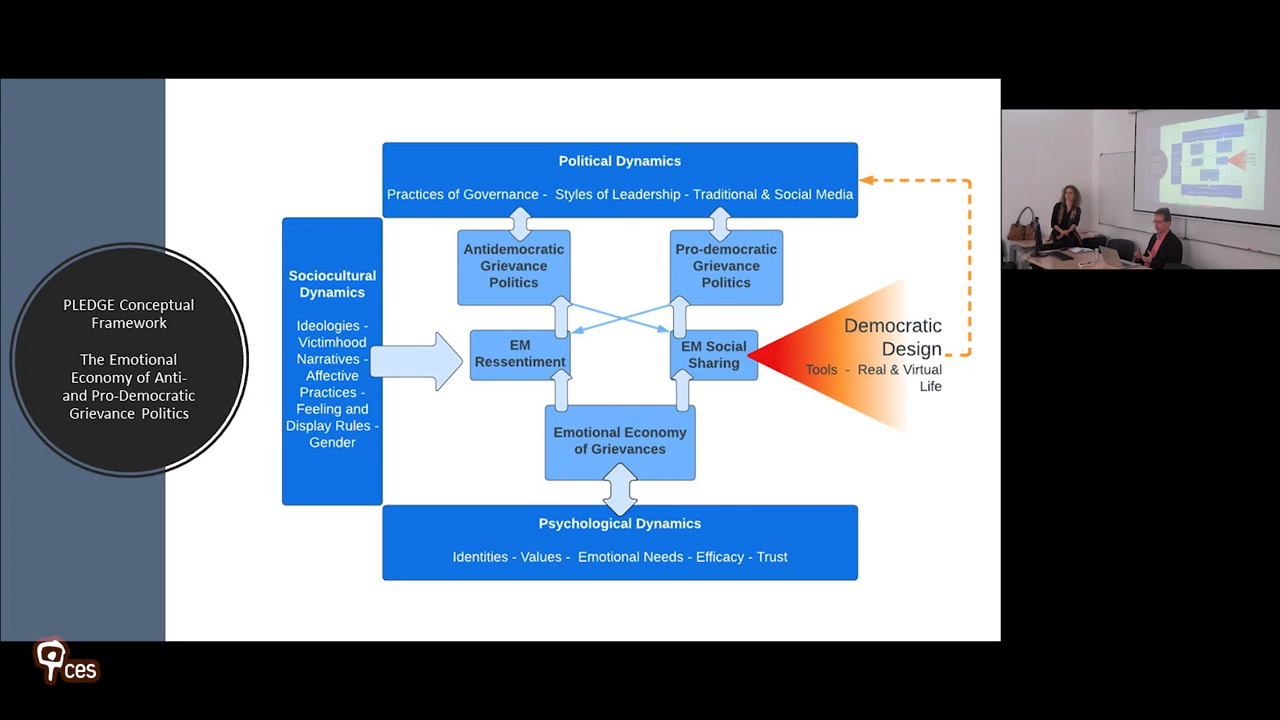 PLEDGE Conceptual
Framework
The Emotional
Economy of Anti-
and Pro-Democratic
Grievance Politics
Political Dynamics
Practices of Governance - Styles of Leadership - Traditional & Social Media
Sociocultural
Dynamics
Ideologies -
Victimhood
Narratives -
Affective
Practices -
Feeling and
Display Rules -
Gender
Antidemocratic
Grievance
Politics
Pro-democratic
Grievance
Politics
EM
Ressentiment
EM Social
Sharing
Democratic
Design
Tools - Real & Virtual
Life
Emotional Economy
of Grievances
Psychological Dynamics
Identities - Values - Emotional Needs - Efficacy - Trust
ces